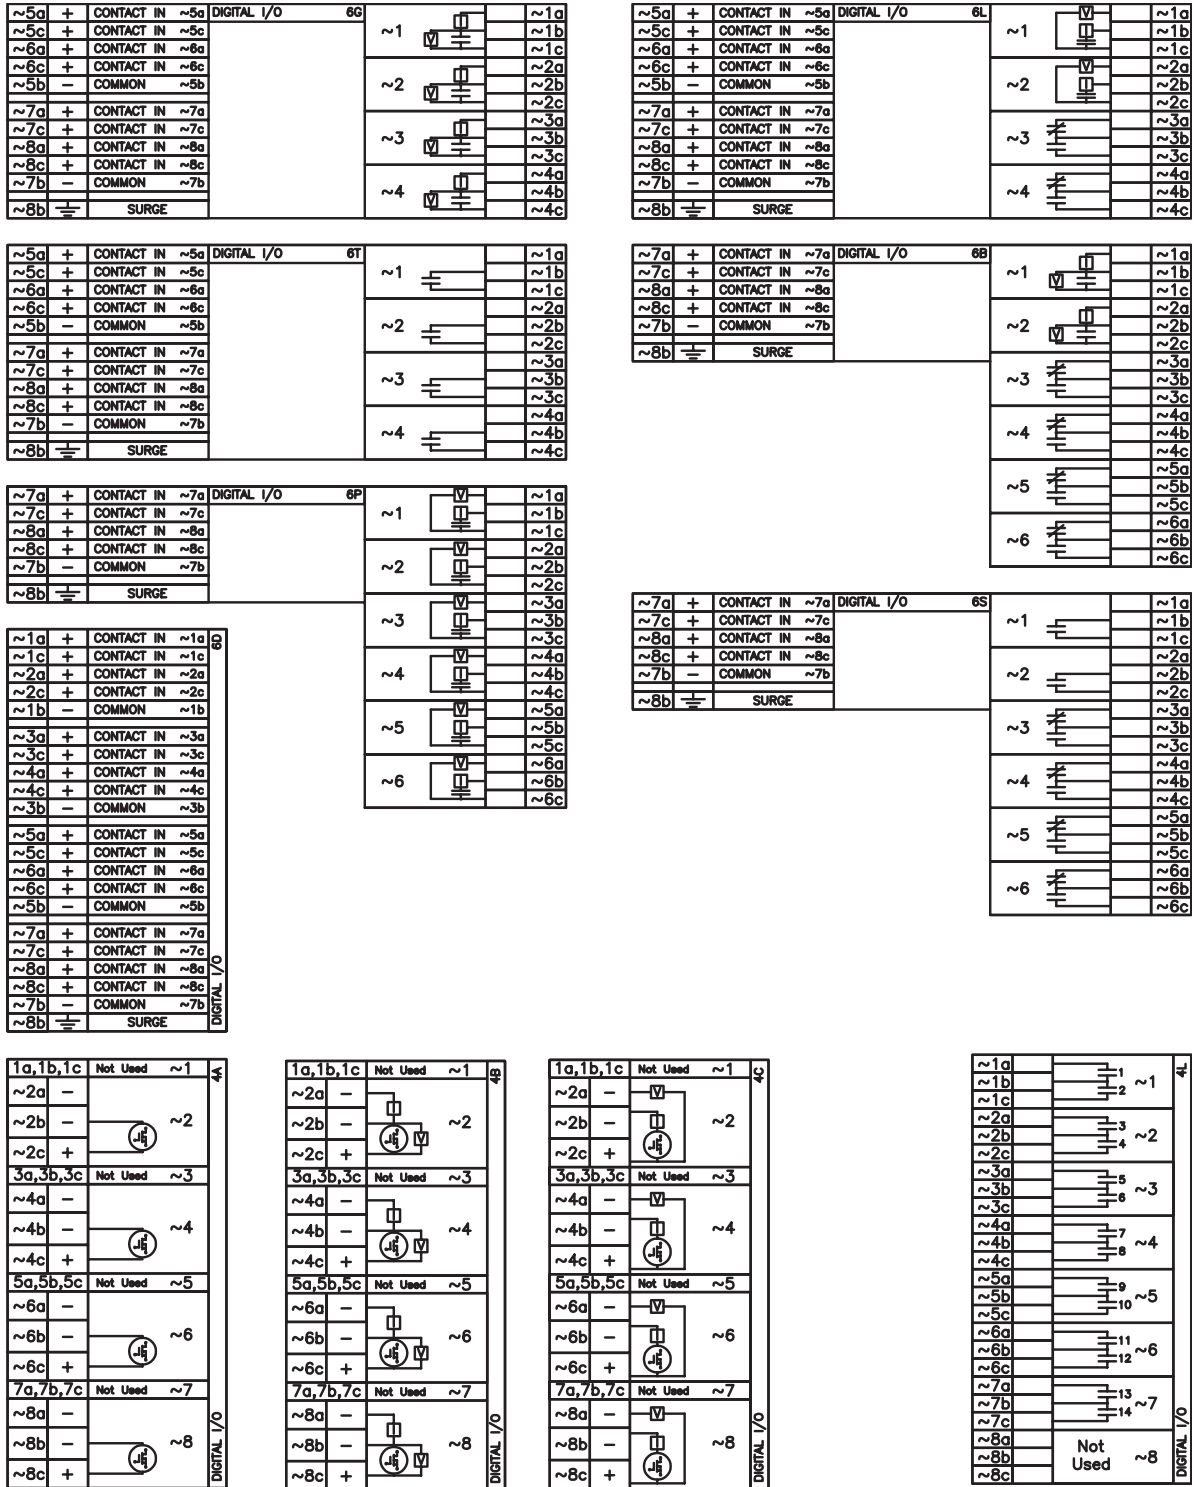 ~5a + CONTACT IN ~5a DIGITAL I/O 6G ~1 ~1a
~5c + CONTACT IN ~5c ~1b
~6a + CONTACT IN ~6a ~1c
~6c + CONTACT IN ~6c ~2 ~2a
~5b − COMMON ~5b ~2b
~2c
~7a + CONTACT IN ~7a ~3 ~3a
~7c + CONTACT IN ~7c ~3b
~8a + CONTACT IN ~8a ~3c
~8c + CONTACT IN ~8c ~4 ~4a
~7b − COMMON ~7b ~4b
~8b SURGE ~4c
V
V
V
V
~5a + CONTACT IN ~5a DIGITAL I/O 6L ~1 ~1a
~5c + CONTACT IN ~5c ~1b
~6a + CONTACT IN ~6a ~1c
~6c + CONTACT IN ~6c ~2 ~2a
~5b − COMMON ~5b ~2b
~2c
~7a + CONTACT IN ~7a ~3 ~3a
~7c + CONTACT IN ~7c ~3b
~8a + CONTACT IN ~8a ~3c
~8c + CONTACT IN ~8c ~4 ~4a
~7b − COMMON ~7b ~4b
~8b SURGE ~4c
V
V
~5a + CONTACT IN ~5a DIGITAL I/O 6T ~1 ~1a
~5c + CONTACT IN ~5c ~1b
~6a + CONTACT IN ~6a ~1c
~6c + CONTACT IN ~6c ~2 ~2a
~5b − COMMON ~5b ~2b
~2c
~7a + CONTACT IN ~7a ~3 ~3a
~7c + CONTACT IN ~7c ~3b
~8a + CONTACT IN ~8a ~3c
~8c + CONTACT IN ~8c ~4 ~4a
~7b − COMMON ~7b ~4b
~8b SURGE ~4c
~7a + CONTACT IN ~7a DIGITAL I/O 6B ~1 ~1a
~7c + CONTACT IN ~7c ~1b
~8a + CONTACT IN ~8a ~1c
~8c + CONTACT IN ~8c ~2 ~2a
~7b − COMMON ~7b ~2b
~8b SURGE ~2c
V
V
~3 ~3a
~3b
~3c
~4 ~4a
~4b
~4c
~5 ~5a
~5b
~5c
~6 ~6a
~6b
~6c
~7a + CONTACT IN ~7a DIGITAL I/O 6P ~1 V ~1a
~7c + CONTACT IN ~7c ~1b
~8a + CONTACT IN ~8a ~1c
~8c + CONTACT IN ~8c ~2 V ~2a
~7b − COMMON ~7b ~2b
~8b SURGE ~2c
~3 V ~3a
~3b
~3c
~4 V ~4a
~4b
~4c
~5 V ~5a
~5b
~5c
~6 V ~6a
~6b
~6c
~7a + CONTACT IN ~7a DIGITAL I/O 6S ~1 ~1a
~7c + CONTACT IN ~7c ~1b
~8a + CONTACT IN ~8a ~1c
~8c + CONTACT IN ~8c ~2 ~2a
~7b − COMMON ~7b ~2b
~8b SURGE ~2c
~3 ~3a
~3b
~3c
~4 ~4a
~4b
~4c
~5 ~5a
~5b
~5c
~6 ~6a
~6b
~6c
~1a + CONTACT IN ~1a 6D
~1c + CONTACT IN ~1c
~2a + CONTACT IN ~2a
~2c + CONTACT IN ~2c
~1b − COMMON ~1b
~3a + CONTACT IN ~3a
~3c + CONTACT IN ~3c
~4a + CONTACT IN ~4a
~4c + CONTACT IN ~4c
~3b − COMMON ~3b
~5a + CONTACT IN ~5a
~5c + CONTACT IN ~5c
~6a + CONTACT IN ~6a
~6c + CONTACT IN ~6c
~5b − COMMON ~5b
~7a + CONTACT IN ~7a
~7c + CONTACT IN ~7c
~8a + CONTACT IN ~8a
~8c + CONTACT IN ~8c
~7b − COMMON ~7b
~8b SURGE
DIGITAL I/O
1a,1b,1c Not Used ~1 4A
~2a −
~2b − ~2
~2c +
3a,3b,3c Not Used ~3
~4a −
~4b − ~4
~4c +
5a,5b,5c Not Used ~5
~6a −
~6b − ~6
~6c +
7a,7b,7c Not Used ~7
~8a −
~8b − ~8
~8c +
DIGITAL I/O
1a,1b,1c Not Used ~1 4B
~2a −
~2b − V ~2
~2c +
3a,3b,3c Not Used ~3
~4a −
~4b − V ~4
~4c +
5a,5b,5c Not Used ~5
~6a −
~6b − V ~6
~6c +
7a,7b,7c Not Used ~7
~8a −
~8b − V ~8
~8c +
DIGITAL I/O
1a,1b,1c Not Used ~1 4C
~2a − V
~2b − ~2
~2c +
3a,3b,3c Not Used ~3
~4a − V
~4b − ~4
~4c +
5a,5b,5c Not Used ~5
~6a − V
~6b − ~6
~6c +
7a,7b,7c Not Used ~7
~8a − V
~8b − ~8
~8c +
DIGITAL I/O
~1a 1 4L
~1b 2 ~1
~1c
~2a 3
~2b 4 ~2
~2c
~3a 5
~3b 6 ~3
~3c
~4a 7
~4b 8 ~4
~4c
~5a 9
~5b 10 ~5
~5c
~6a 11
~6b 12 ~6
~6c
~7a 13
~7b 14 ~7
~7c
~8a Not
~8b Used ~8
~8c
DIGITAL I/O